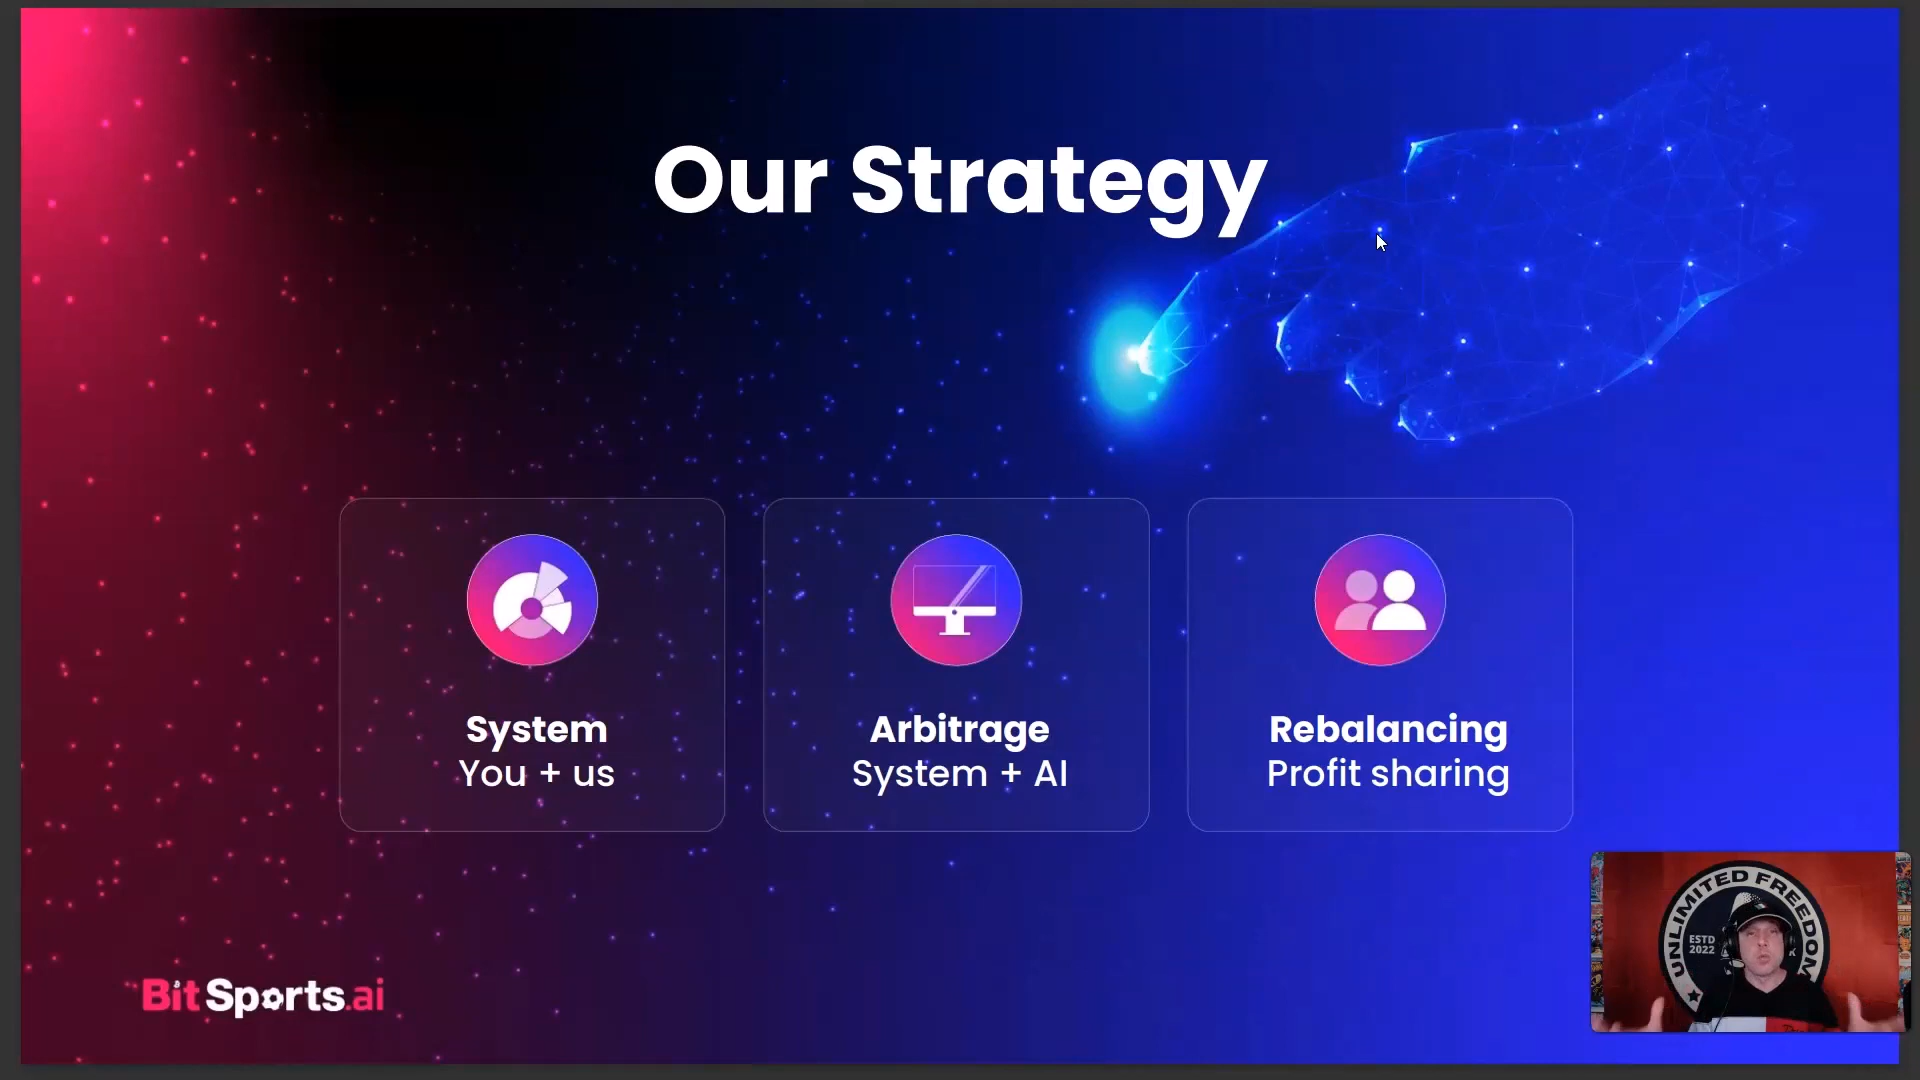 Our Strategy
System
You + us
Arbitrage
System + AI
Rebalancing
Profit sharing
BitSports.ai
UNLIMITED FREEDOM
ESTD
2022